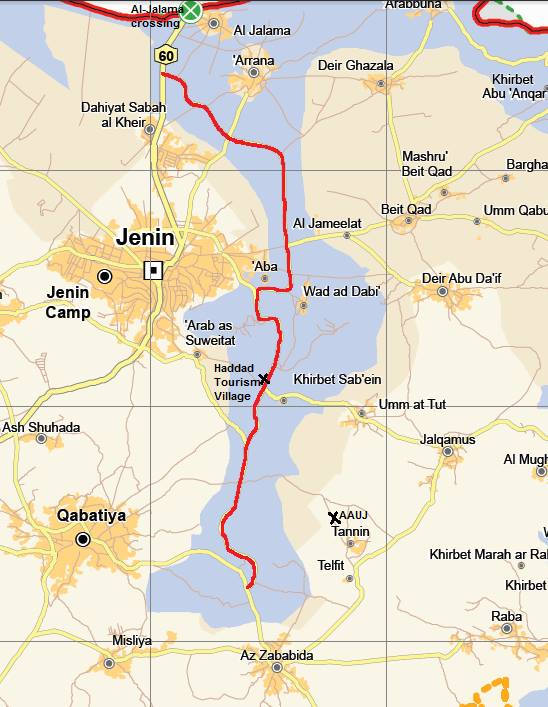 Al-Jalama
crossing
Arabbuna
Al Jalama
60
'Arrana
Deir Ghazala
Khirbet
Abu 'Anqar
Dahiyat Sabah
al Kheir
Mashru'
Beit Qad
Bargha
Beit Qad
Umm Qabu
Al Jameelat
Jenin
'Aba
Deir Abu Da'if
Jenin
Camp
Wad ad Dabi'
'Arab as
Suweitat
Haddad
Tourism
Village
Khirbet Sab'ein
Umm at Tut
Ash Shuhada
Jalqamus
Al Mugh
Qabatiya
AAUJ
Tannin
Khirbet Marah ar Rah
Telfit
Khirbet
Raba
Misliya
Az Zababida